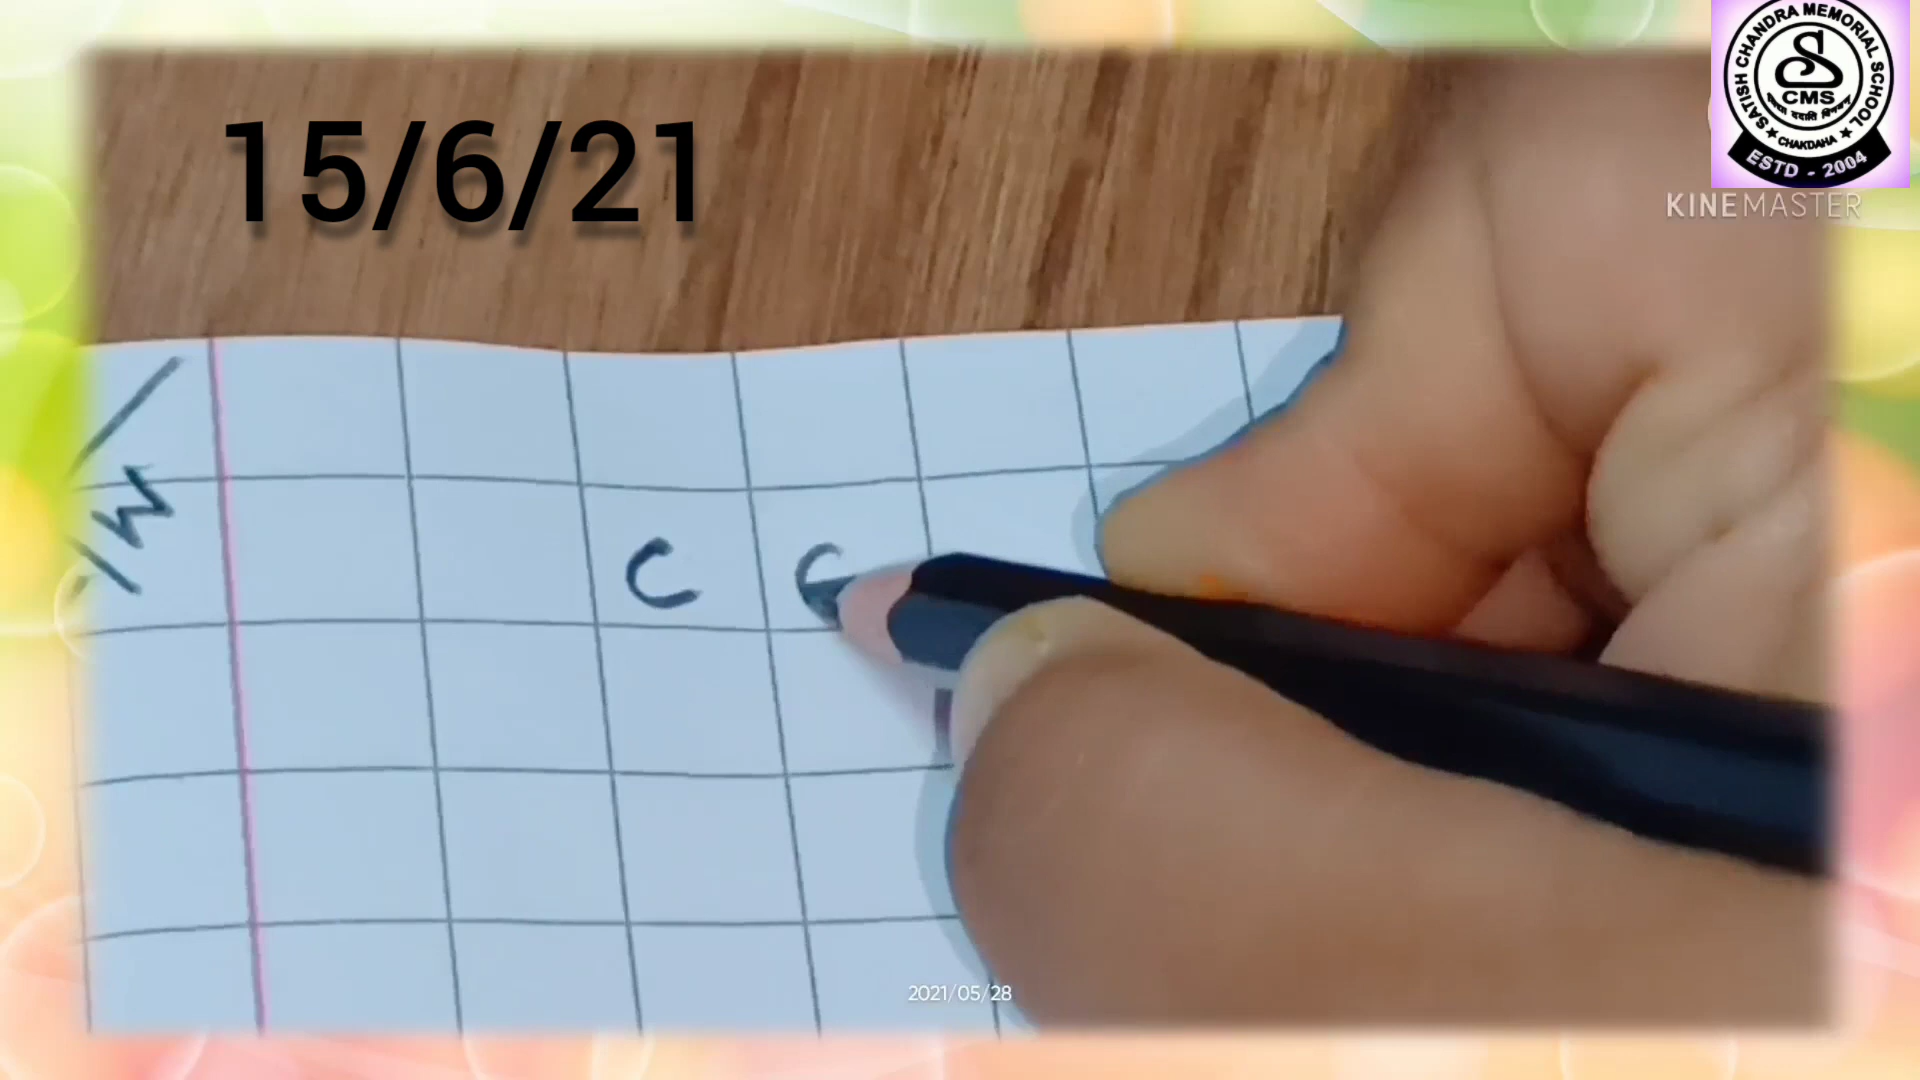 15/6/21
SATISH CHANDRA MEMORIAL SCHOOL
S
CMS
CHAKDAHA
ESTD - 2004
KINEMASTER
C C
2021/05/28